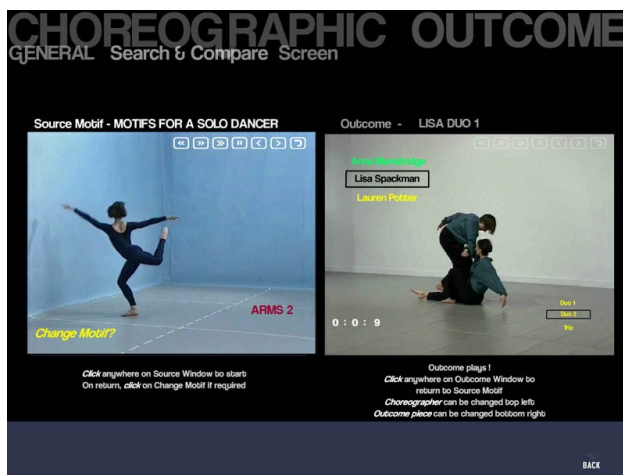 CHOREOGRAPHIC OUTCOME
GENERAL Search & Compare Screen
Source Motif - MOTIFS FOR A SOLO DANCER
Outcome - LISA DUO 1
Lisa Spackman
Lauren Potter
ARMS 2
Change Motif?
0 : 0 : 9
Duo 1
Duo 2
Trio
Click anywhere on Source Window to start
On return, click on Change Motif if required
Outcome plays !
Click anywhere on Outcome Window to
return to Source Motif
Choreographer can be changed top left
Outcome piece can be changed bottom right
BACK